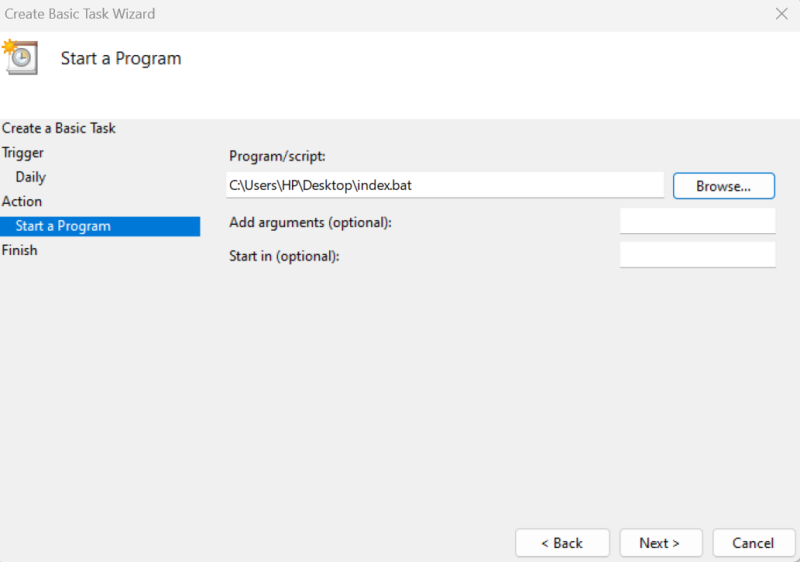 Create Basic Task Wizard
Start a Program
Create a Basic Task
Trigger
Daily
Action
Start a Program
Finish
Program/script:
C:\Users\HP\Desktop\index.bat
Browse...
Add arguments (optional):
Start in (optional):
< Back
Next >
Cancel